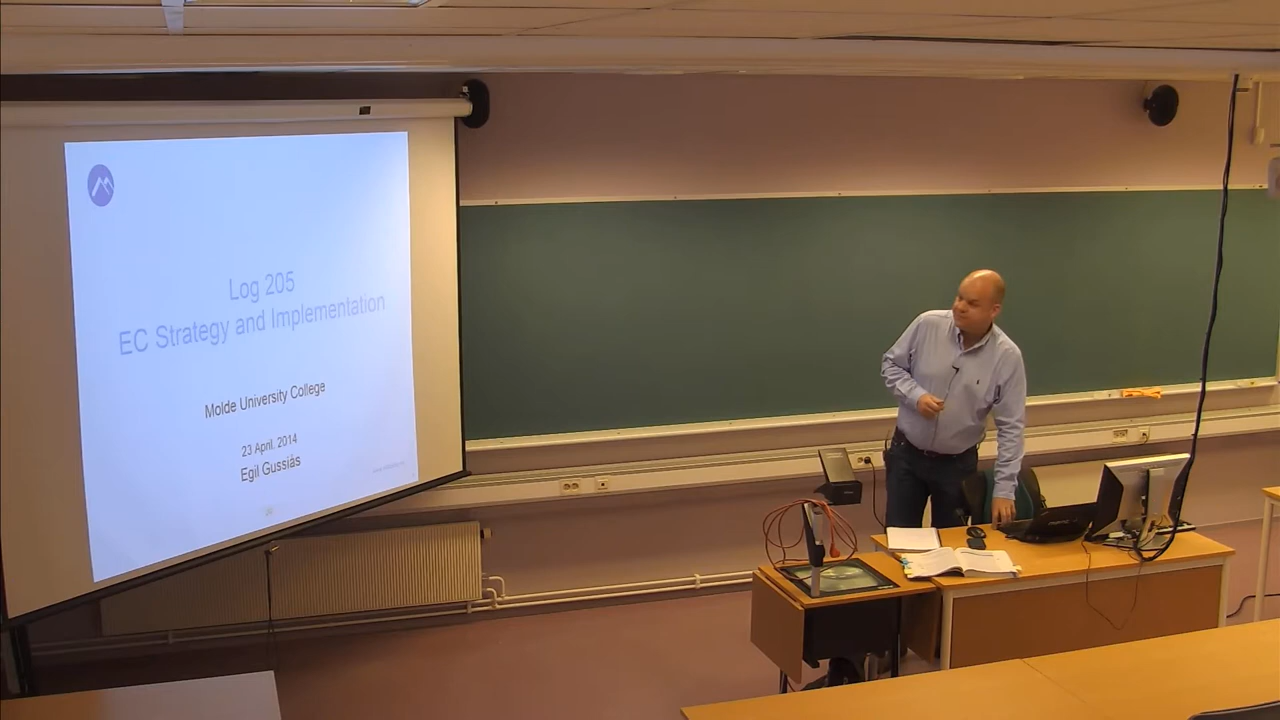 Log 205
EC Strategy and Implementation
Molde University College
23 April. 2014
Egil Gussiås